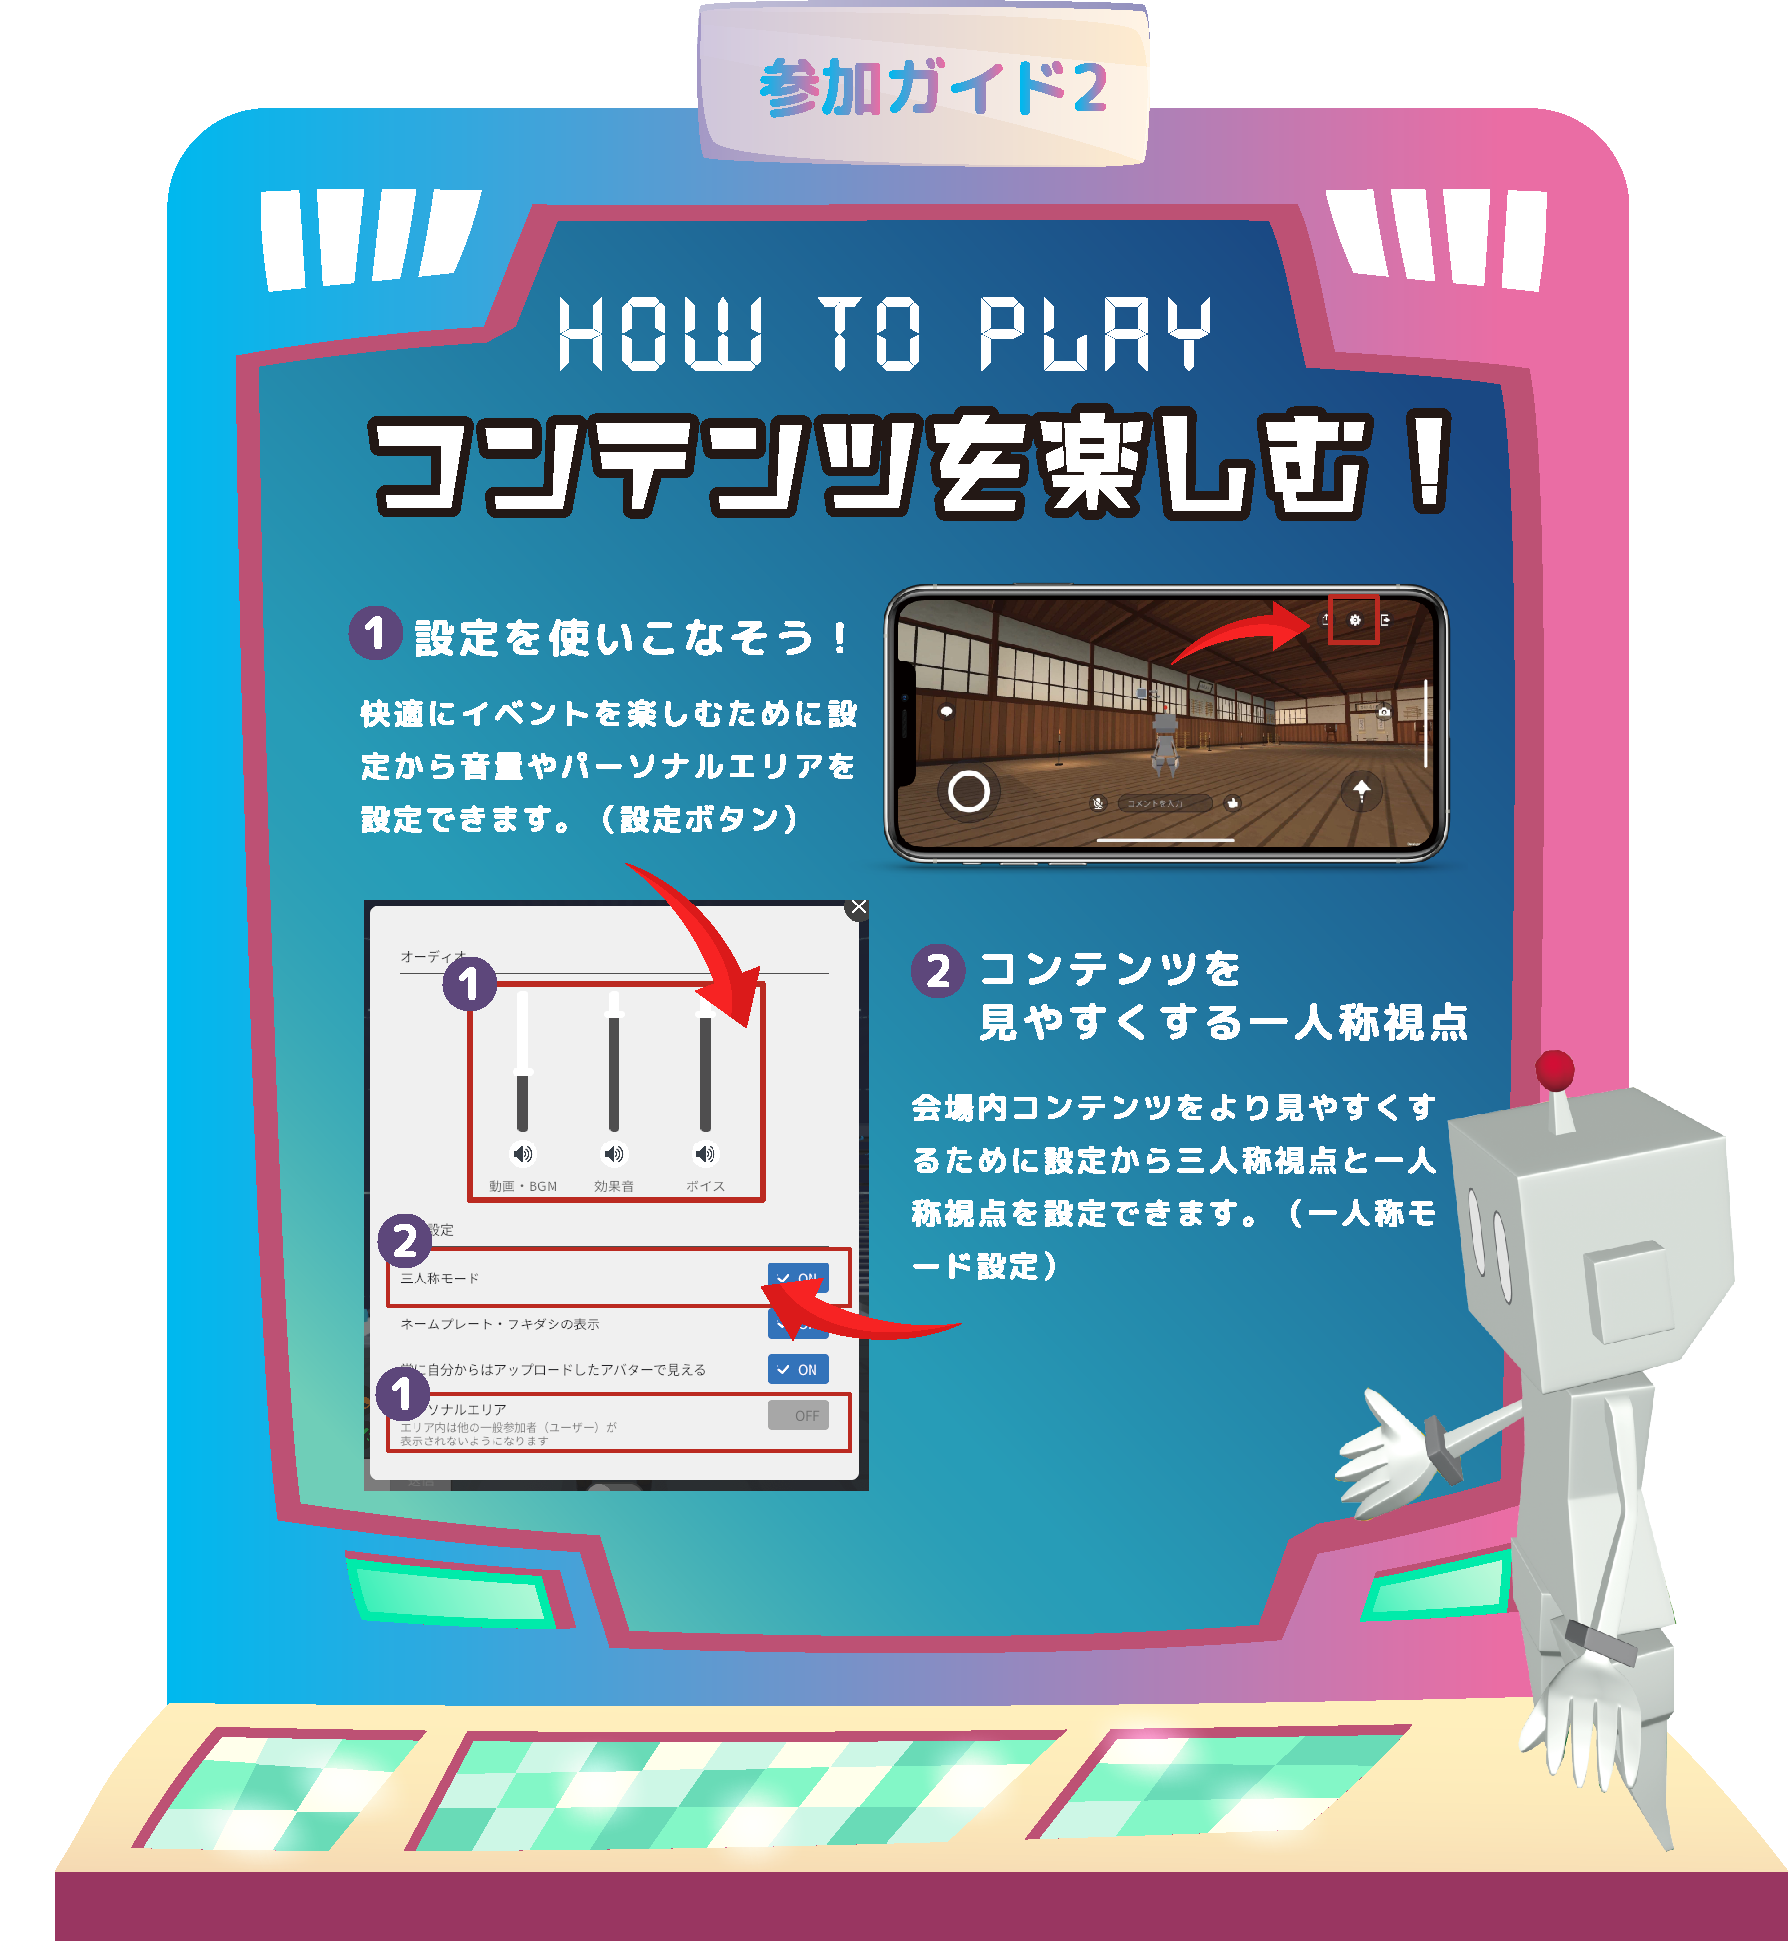 参加ガイド2
HOW TO PLAY
コンテンツを楽しむ！
1 設定を使いこなそう！
快適にイベントを楽しむために設
定から音量やパーソナルエリアを
設定できます。（設定ボタン）
コメントを入力
オーディオ
1
動画・BGM 効果音 ボイス
2 設定
三人称モード ON
ネームプレート・フキダシの表示
に自分からはアップロードしたアバターで見える ON
1 ソナルエリア OFF
エリア内は他の一般参加者（ユーザー）が
表示されないようになります
2 コンテンツを
見やすくする一人称視点
会場内コンテンツをより見やすくす
るために設定から三人称視点と一人
称視点を設定できます。（一人称モ
ード設定）